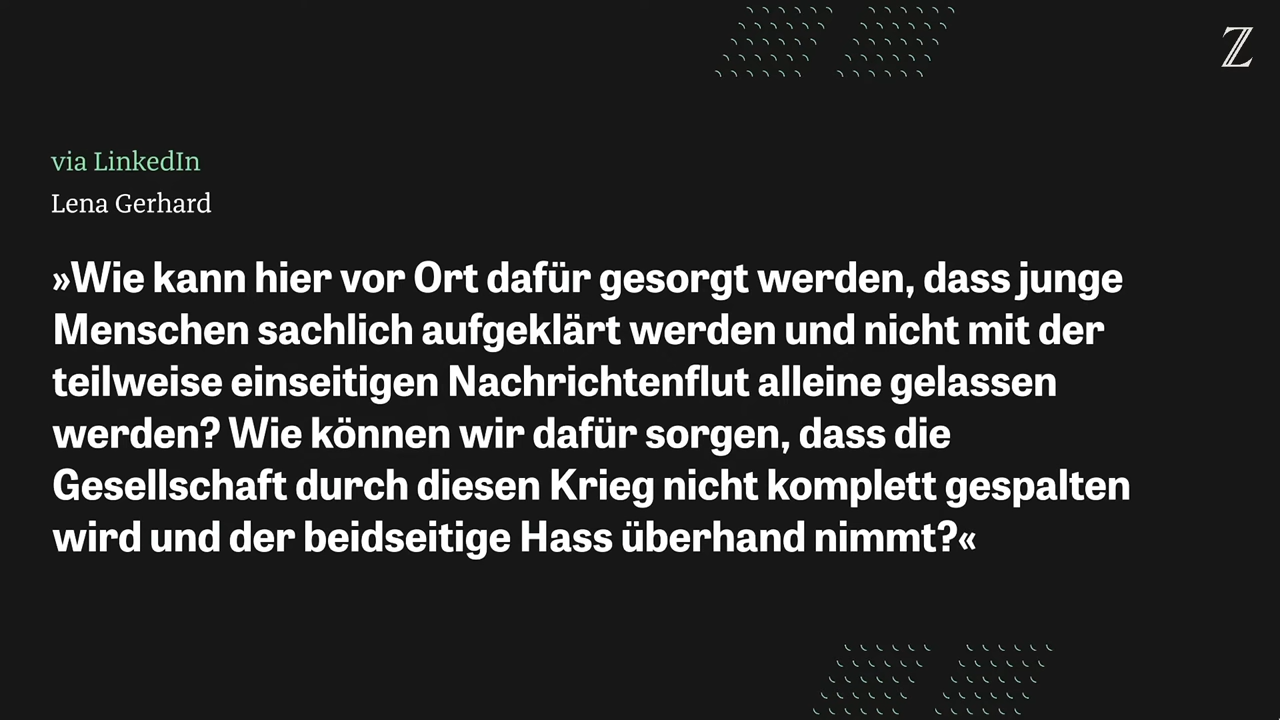 Z
via LinkedIn
Lena Gerhard
»Wie kann hier vor Ort dafür gesorgt werden, dass junge
Menschen sachlich aufgeklärt werden und nicht mit der
teilweise einseitigen Nachrichtenflut alleine gelassen
werden? Wie können wir dafür sorgen, dass die
Gesellschaft durch diesen Krieg nicht komplett gespalten
wird und der beidseitige Hass überhand nimmt?«